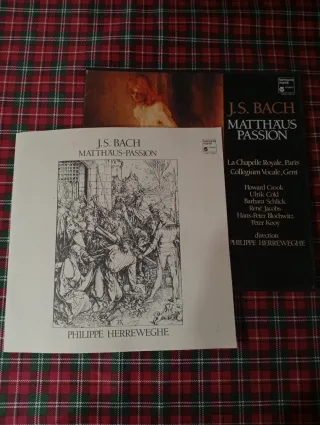 J.S. BACH
MATTHÄUS
PASSION
La Chapelle Royale, Paris
Collegium Vocale, Gent
Howard Crook
Ulrik Cold
Barbara Schlick
René Jacobs
Hans-Peter Blochwitz
Peter Kooy
direction
PHILIPPE HERREWEGHE
J.S. BACH
MATTHÄUS-PASSION
PHILIPPE HERREWEGHE